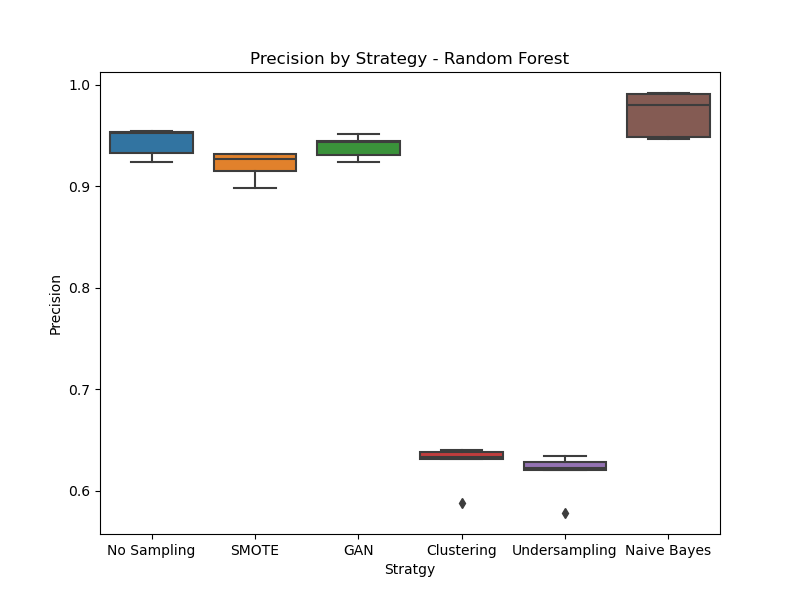 Precision by Strategy - Random Forest
1.0
0.9
0.8
0.7
0.6
Precision
No Sampling
SMOTE
GAN
Clustering
Undersampling
Naive Bayes
Stratgy